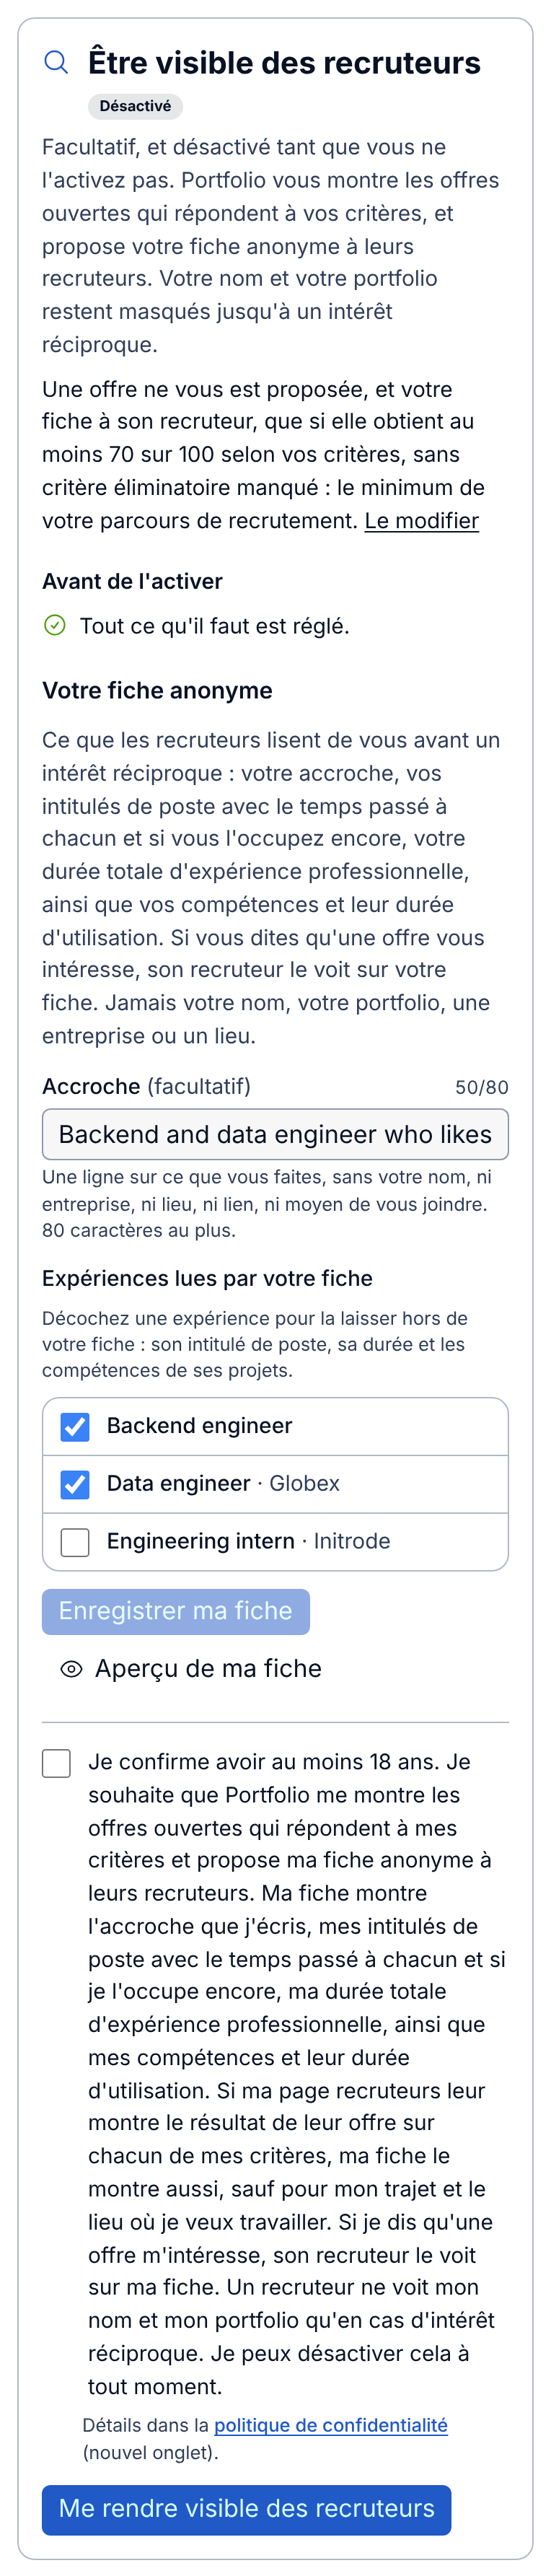 Être visible des recruteurs
Désactivé
Facultatif, et désactivé tant que vous ne
l'activez pas. Portfolio vous montre les offres
ouvertes qui répondent à vos critères, et
propose votre fiche anonyme à leurs
recruteurs. Votre nom et votre portfolio
restent masqués jusqu'à un intérêt
réciproque.
Une offre ne vous est proposée, et votre
fiche à son recruteur, que si elle obtient au
moins 70 sur 100 selon vos critères, sans
critère éliminatoire manqué : le minimum de
votre parcours de recrutement. Le modifier
Avant de l'activer
Tout ce qu'il faut est réglé.
Votre fiche anonyme
Ce que les recruteurs lisent de vous avant un
intérêt réciproque : votre accroche, vos
intitulés de poste avec le temps passé à
chacun et si vous l'occupez encore, votre
durée totale d'expérience professionnelle,
ainsi que vos compétences et leur durée
d'utilisation. Si vous dites qu'une offre vous
intéresse, son recruteur le voit sur votre
fiche. Jamais votre nom, votre portfolio, une
entreprise ou un lieu.
Accroche (facultatif) 50/80
Backend and data engineer who likes
Une ligne sur ce que vous faites, sans votre nom, ni
entreprise, ni lieu, ni lien, ni moyen de vous joindre.
80 caractères au plus.
Expériences lues par votre fiche
Décochez une expérience pour la laisser hors de
votre fiche : son intitulé de poste, sa durée et les
compétences de ses projets.
Backend engineer
Data engineer · Globex
Engineering intern · Initrode
Enregistrer ma fiche
Aperçu de ma fiche
Je confirme avoir au moins 18 ans. Je
souhaite que Portfolio me montre les
offres ouvertes qui répondent à mes
critères et propose ma fiche anonyme à
leurs recruteurs. Ma fiche montre
l'accroche que j'écris, mes intitulés de
poste avec le temps passé à chacun et si
je l'occupe encore, ma durée totale
d'expérience professionnelle, ainsi que
mes compétences et leur durée
d'utilisation. Si ma page recruteurs leur
montre le résultat de leur offre sur
chacun de mes critères, ma fiche le
montre aussi, sauf pour mon trajet et le
lieu où je veux travailler. Si je dis qu'une
offre m'intéresse, son recruteur le voit
sur ma fiche. Un recruteur ne voit mon
nom et mon portfolio qu'en cas d'intérêt
réciproque. Je peux désactiver cela à
tout moment.
Détails dans la politique de confidentialité
(nouvel onglet).
Me rendre visible des recruteurs